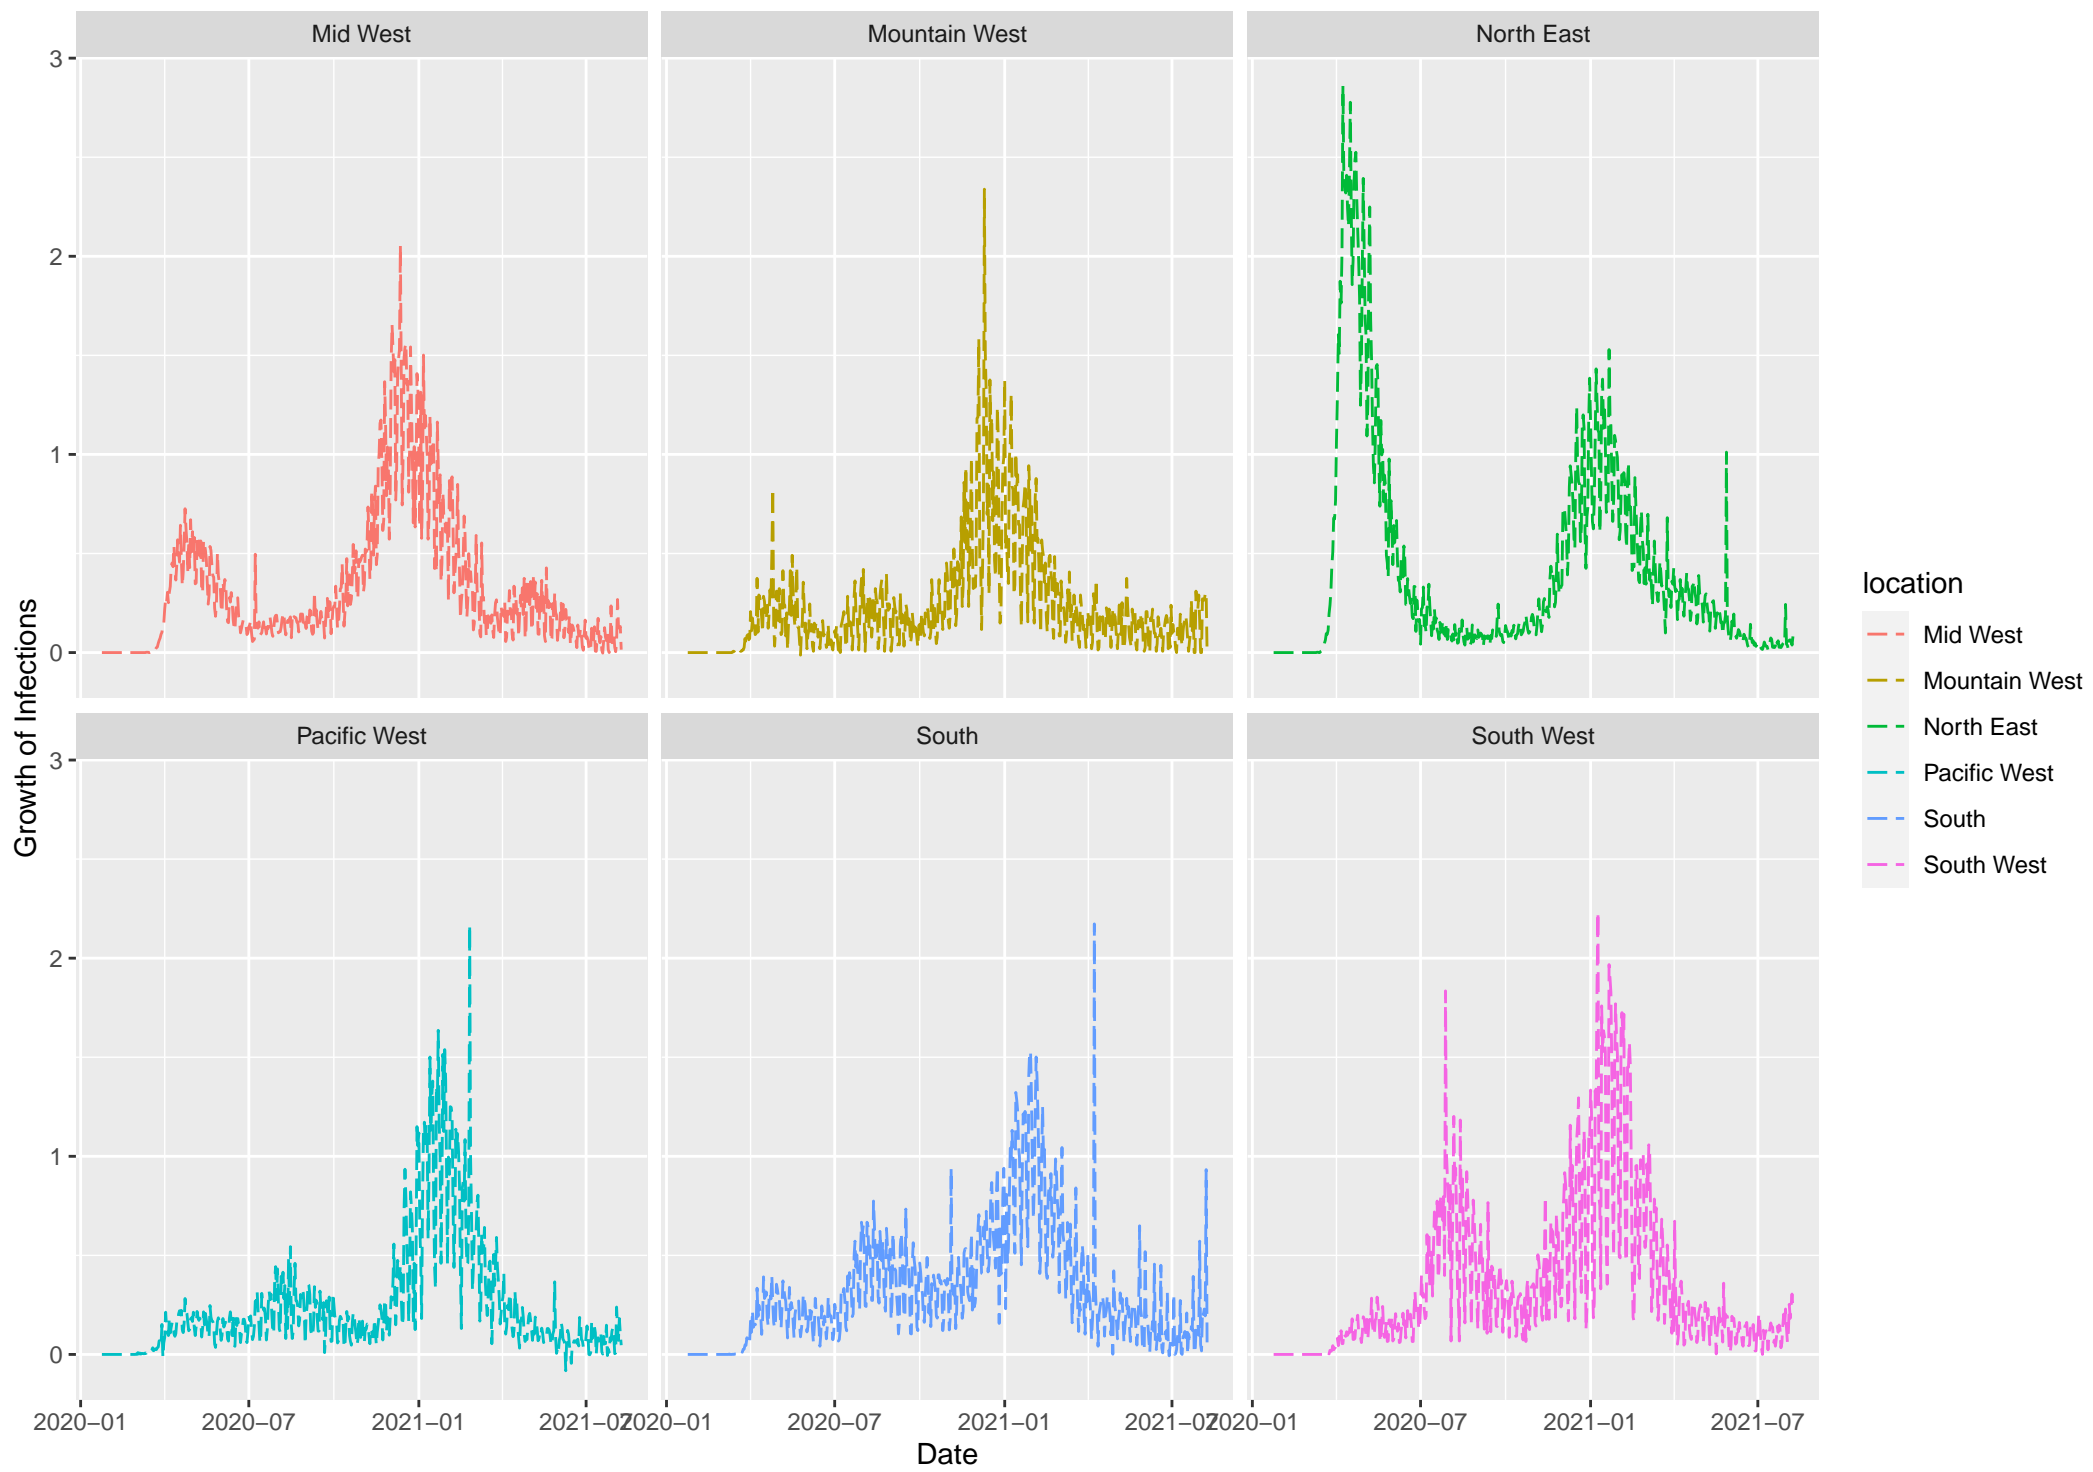 Mid West
Mountain West
North East
3
2
1
0
Pacific West
South
South West
3
2
1
0
2020−01
2020−07
2021−01
2021−07
2020−01
2020−07
2021−01
2021−07
2020−01
2020−07
2021−01
2021−07
Date
Growth of Infections
location
Mid West
Mountain West
North East
Pacific West
South
South West